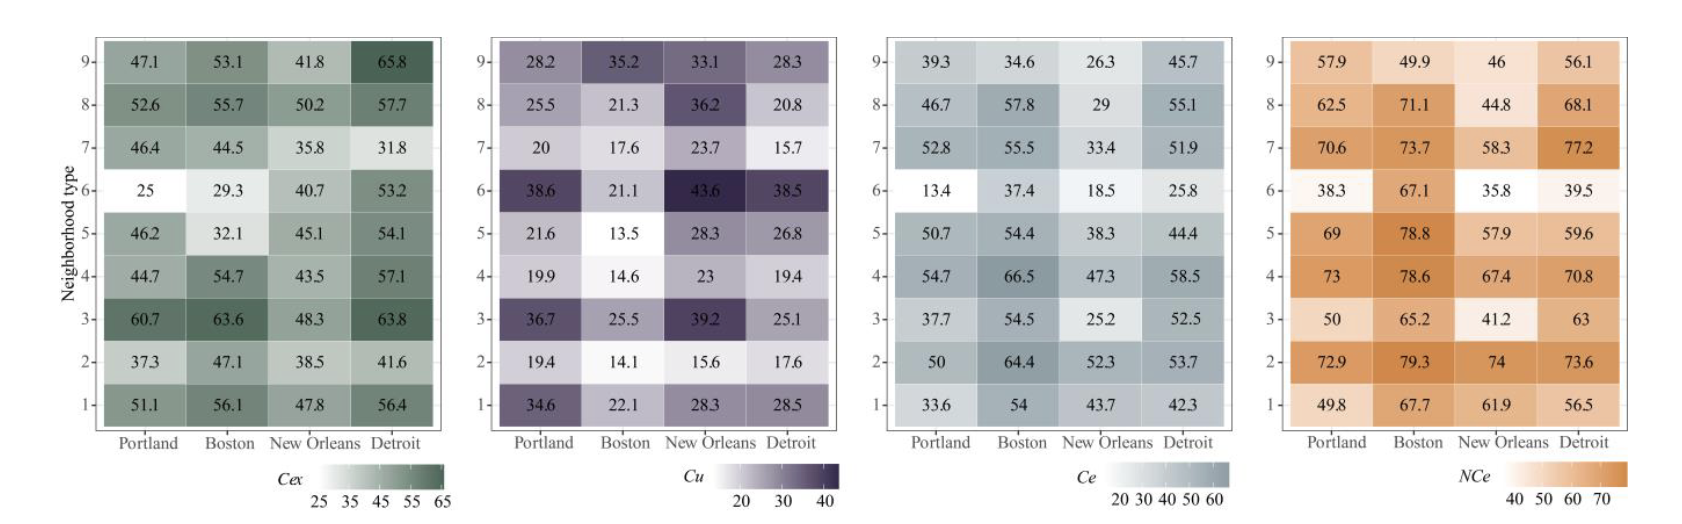 Neighborhood type
9 47.1 53.1 41.8 65.8
8 52.6 55.7 50.2 57.7
7 46.4 44.5 35.8 31.8
6 25 29.3 40.7 53.2
5 46.2 32.1 45.1 54.1
4 44.7 54.7 43.5 57.1
3 60.7 63.6 48.3 63.8
2 37.3 47.1 38.5 41.6
1 51.1 56.1 47.8 56.4
Portland Boston New Orleans Detroit
Cex
25 35 45 55 65
9 28.2 35.2 33.1 28.3
8 25.5 21.3 36.2 20.8
7 20 17.6 23.7 15.7
6 38.6 21.1 43.6 38.5
5 21.6 13.5 28.3 26.8
4 19.9 14.6 23 19.4
3 36.7 25.5 39.2 25.1
2 19.4 14.1 15.6 17.6
1 34.6 22.1 28.3 28.5
Portland Boston New Orleans Detroit
Cu
20 30 40
9 39.3 34.6 26.3 45.7
8 46.7 57.8 29 55.1
7 52.8 55.5 33.4 51.9
6 13.4 37.4 18.5 25.8
5 50.7 54.4 38.3 44.4
4 54.7 66.5 47.3 58.5
3 37.7 54.5 25.2 52.5
2 50 64.4 52.3 53.7
1 33.6 54 43.7 42.3
Portland Boston New Orleans Detroit
Ce
20 30 40 50 60
9 57.9 49.9 46 56.1
8 62.5 71.1 44.8 68.1
7 70.6 73.7 58.3 77.2
6 38.3 67.1 35.8 39.5
5 69 78.8 57.9 59.6
4 73 78.6 67.4 70.8
3 50 65.2 41.2 63
2 72.9 79.3 74 73.6
1 49.8 67.7 61.9 56.5
Portland Boston New Orleans Detroit
NCe
40 50 60 70